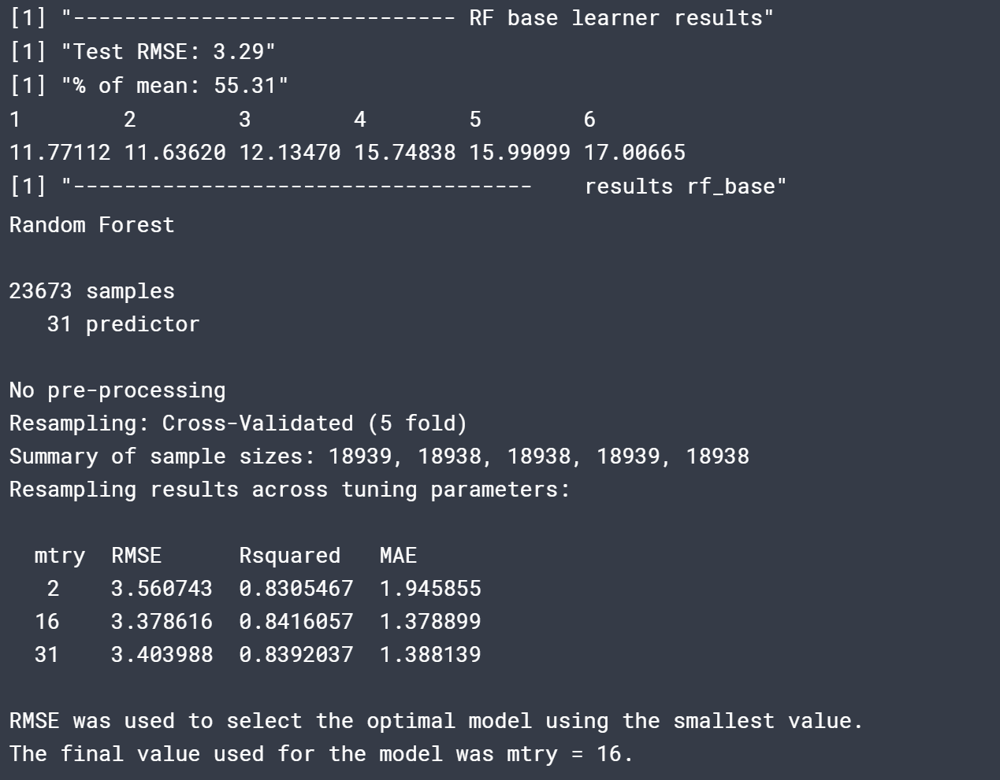 [1] "------------------------------ RF base learner results"
[1] "Test RMSE: 3.29"
[1] "% of mean: 55.31"
1        2        3        4        5        6
11.77112 11.63620 12.13470 15.74838 15.99099 17.00665
[1] "------------------------------------    results rf_base"
Random Forest
23673 samples
   31 predictor
No pre-processing
Resampling: Cross-Validated (5 fold)
Summary of sample sizes: 18939, 18938, 18938, 18939, 18938
Resampling results across tuning parameters:
  mtry  RMSE      Rsquared   MAE
   2    3.560743  0.8305467  1.945855
  16    3.378616  0.8416057  1.378899
  31    3.403988  0.8392037  1.388139
RMSE was used to select the optimal model using the smallest value.
The final value used for the model was mtry = 16.